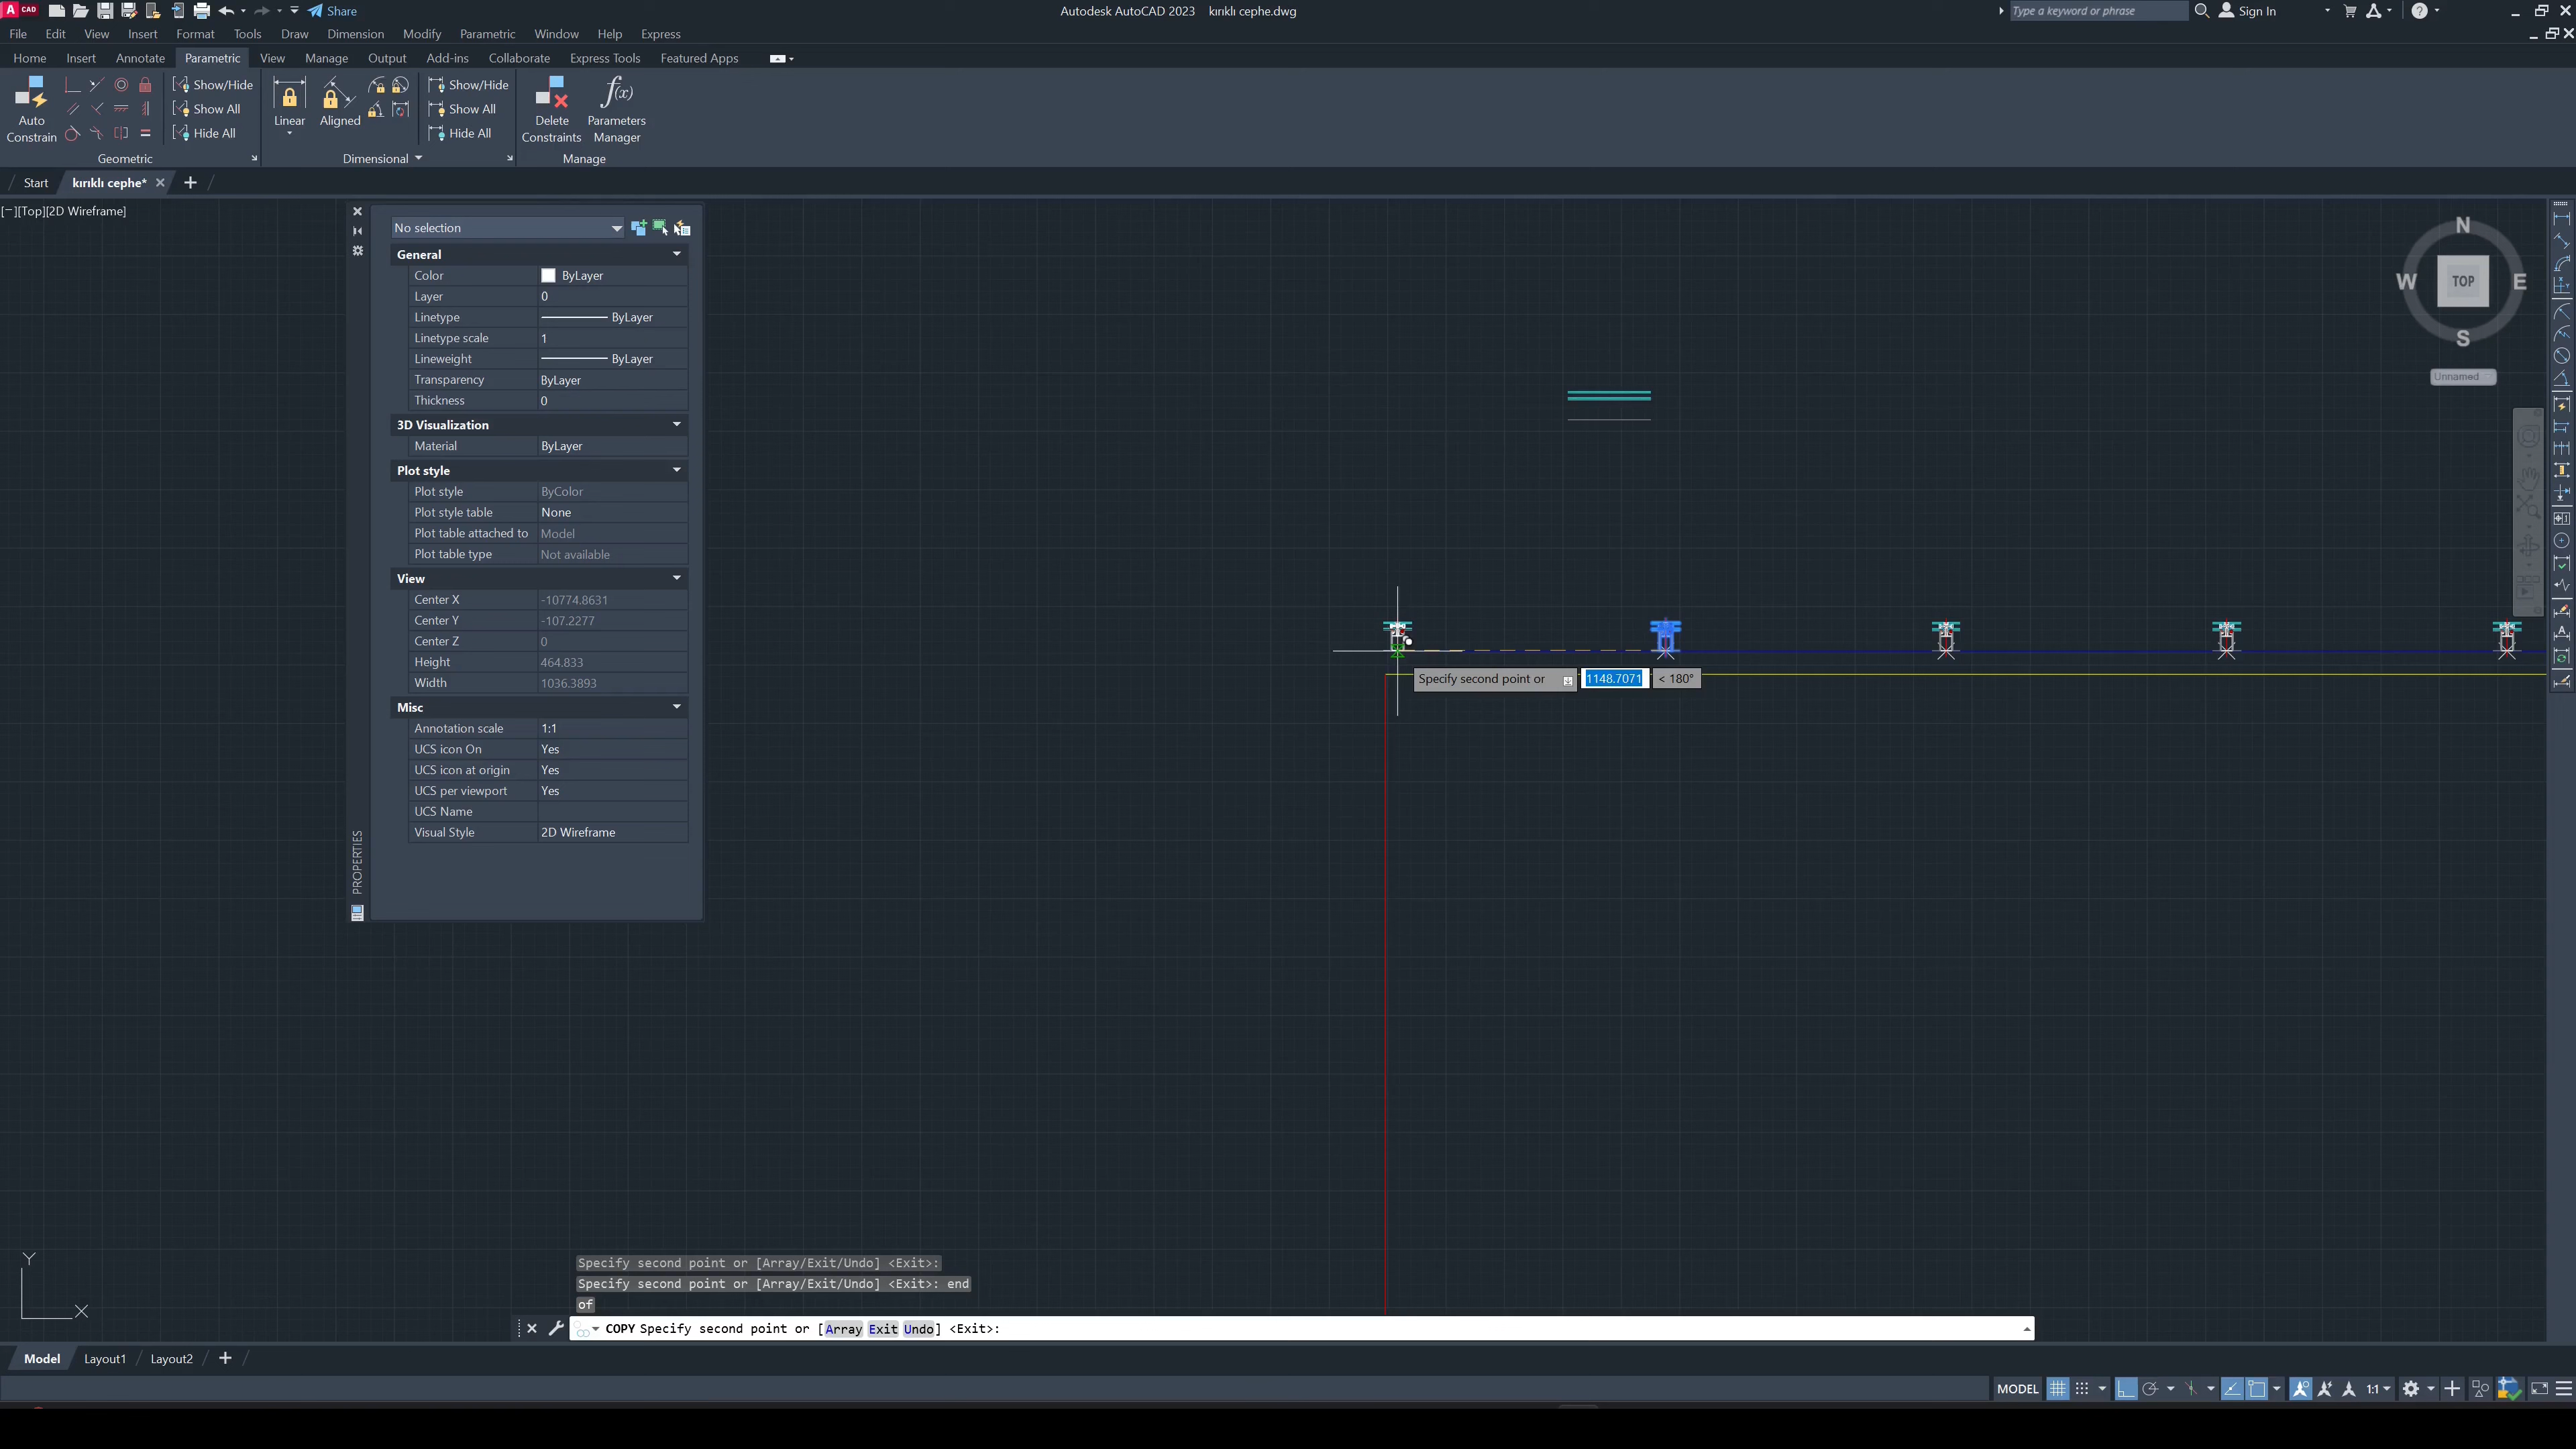 A CAD
Share
Autodesk AutoCAD 2023 kırıklı cephe.dwg
Type a keyword or phrase
Sign In
File Edit View Insert Format Tools Draw Dimension Modify Parametric Window Help Express
Home Insert Annotate Parametric View Manage Output Add-ins Collaborate Express Tools Featured Apps
Auto Constrain
Show/Hide
Show All
Hide All
Geometric
Linear
Aligned
Show/Hide
Show All
Hide All
Dimensional
Delete Constraints
f(x)
Parameters Manager
Manage
Start
kırıklı cephe*
[−][Top][2D Wireframe]
No selection
General
Color ByLayer
Layer 0
Linetype ByLayer
Linetype scale 1
Lineweight ByLayer
Transparency ByLayer
Thickness 0
3D Visualization
Material ByLayer
Plot style
Plot style ByColor
Plot style table None
Plot table attached to Model
Plot table type Not available
View
Center X -10774.8631
Center Y -107.2277
Center Z 0
Height 464.833
Width 1036.3893
Misc
Annotation scale 1:1
UCS icon On Yes
UCS icon at origin Yes
UCS per viewport Yes
UCS Name
Visual Style 2D Wireframe
PROPERTIES
N
W TOP E
S
Unnamed
Specify second point or 1148.7071 < 180°
Y
X
Specify second point or [Array/Exit/Undo] <Exit>:
Specify second point or [Array/Exit/Undo] <Exit>: end
of
COPY Specify second point or [Array Exit Undo] <Exit>:
Model Layout1 Layout2
MODEL
1:1